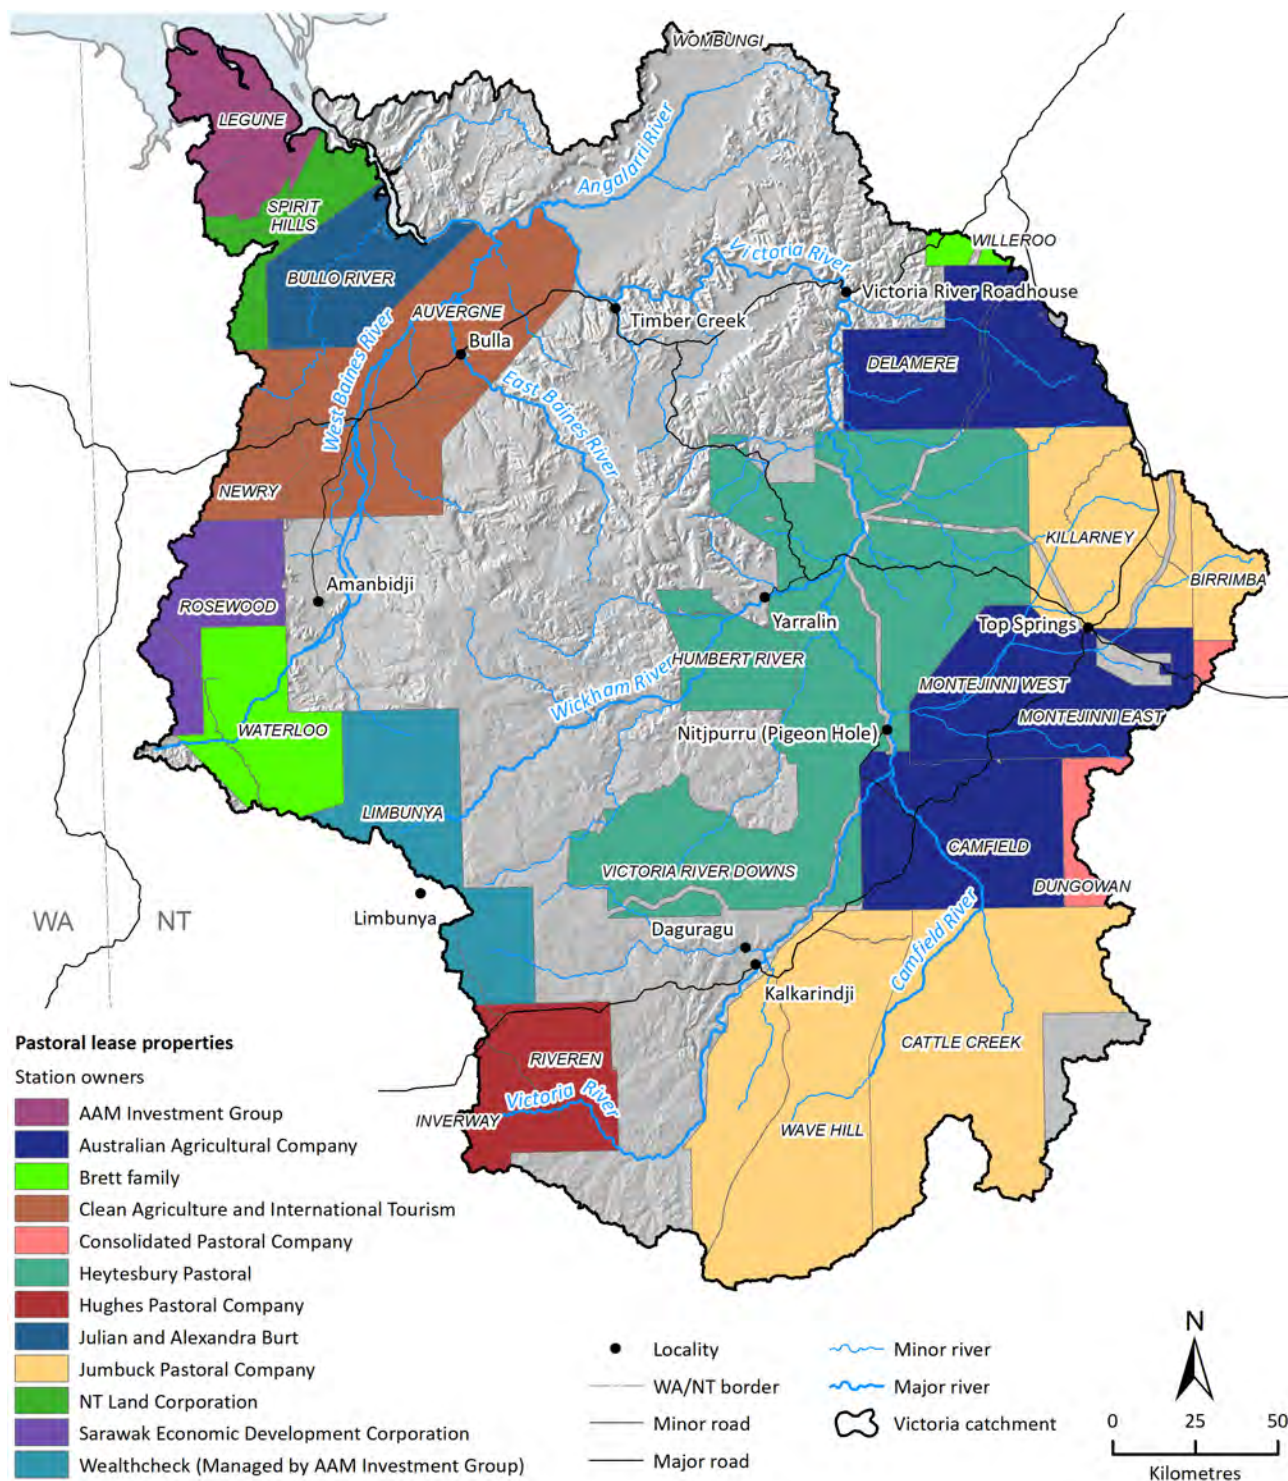 WOMBUNGI
LEGUNE
Angalarri River
SPIRIT
HILLS
WILLEROO
Victoria River
BULLO RIVER
Victoria River Roadhouse
AUVERGNE
Timber Creek
Bulla
DELAMERE
West Baines River
East Baines River
NEWRY
KILLARNEY
BIRRIMBA
Amanbidji
ROSEWOOD
Yarralin
Top Springs
HUMBERT RIVER
MONTEJINNI WEST
Wickham River
MONTEJINNI EAST
WATERLOO
Nitjpurru (Pigeon Hole)
LIMBUNYA
CAMFIELD
VICTORIA RIVER DOWNS
DUNGOWAN
Limbunya
WA
NT
Daguragu
Camfield River
Kalkarindji
CATTLE CREEK
RIVEREN
Victoria River
INVERWAY
WAVE HILL
Pastoral lease properties
Station owners
AAM Investment Group
Australian Agricultural Company
Brett family
Clean Agriculture and International Tourism
Consolidated Pastoral Company
Heytesbury Pastoral
Hughes Pastoral Company
Julian and Alexandra Burt
Jumbuck Pastoral Company
NT Land Corporation
Sarawak Economic Development Corporation
Wealthcheck (Managed by AAM Investment Group)
Locality
WA/NT border
Minor road
Major road
Minor river
Major river
Victoria catchment
N
0 25 50
Kilometres